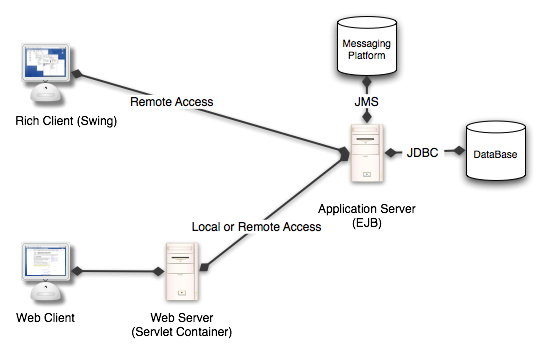 Messaging
Platform
Remote Access
JMS
Rich Client (Swing)
JDBC
DataBase
Application Server
(EJB)
Local or Remote Access
Web Client
Web Server
(Servlet Container)